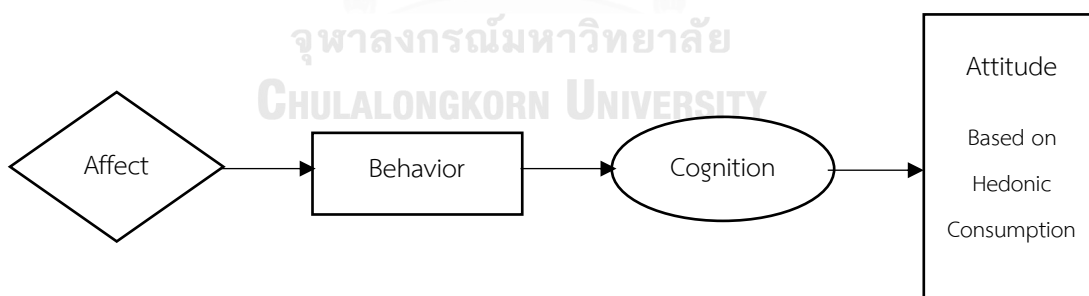 จุฬาลงกรณ์มหาวิทยาลัย
CHULALONGKORN UNIVERSITY
Affect
Behavior
Cognition
Attitude
Based on
Hedonic
Consumption